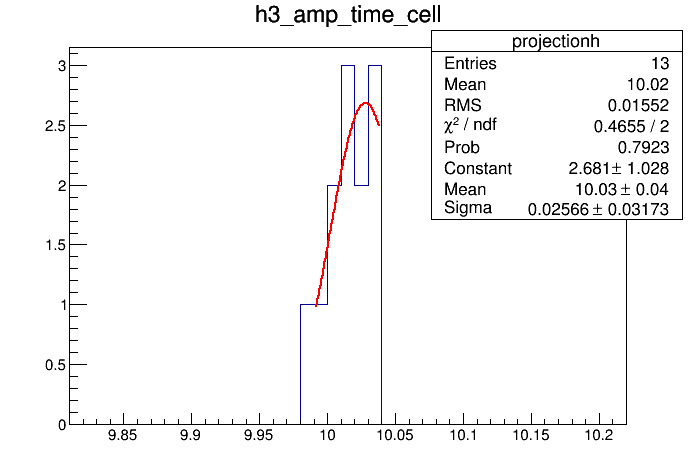 h3_amp_time_cell
projectionh
Entries 13
Mean 10.02
RMS 0.01552
χ² / ndf 0.4655 / 2
Prob 0.7923
Constant 2.681± 1.028
Mean 10.03 ± 0.04
Sigma 0.02566 ± 0.03173
3
2.5
2
1.5
1
0.5
0
9.85 9.9 9.95 10 10.05 10.1 10.15 10.2